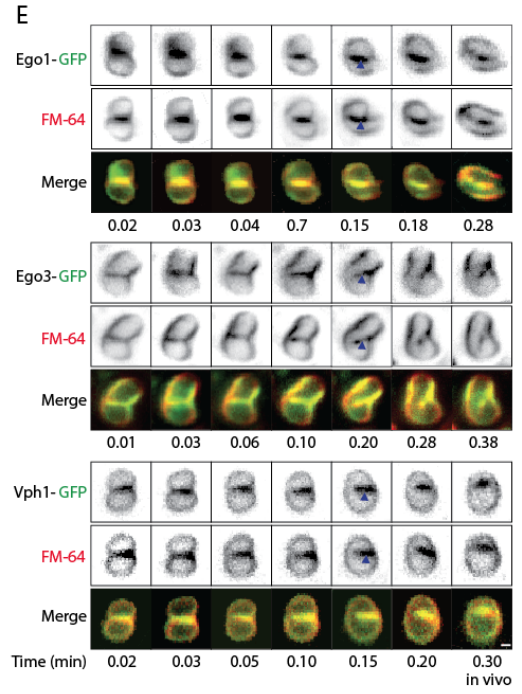 E
Ego1-GFP
FM-64
Merge
0.02 0.03 0.04 0.7 0.15 0.18 0.28
Ego3-GFP
FM-64
Merge
0.01 0.03 0.06 0.10 0.20 0.28 0.38
Vph1-GFP
FM-64
Merge
Time (min) 0.02 0.03 0.05 0.10 0.15 0.20 0.30
in vivo